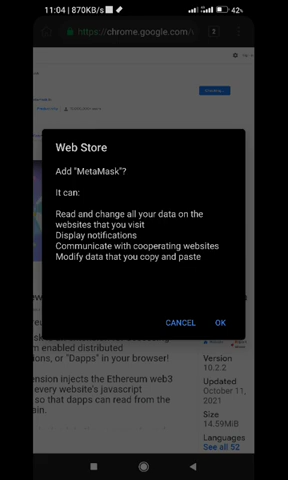 11:04 | 870KB/s
42%
https://chrome.google.com/
2
Web Store
Add "MetaMask"?
It can:
Read and change all your data on the
websites that you visit
Display notifications
Communicate with cooperating websites
Modify data that you copy and paste
CANCEL
OK
m enabled distributed
ons, or "Dapps" in your browser!
ension injects the Ethereum web3
every website's javascript
so that dapps can read from the
in.
Version
10.2.2
Updated
October 11,
2021
Size
14.59MiB
Languages
See all 52